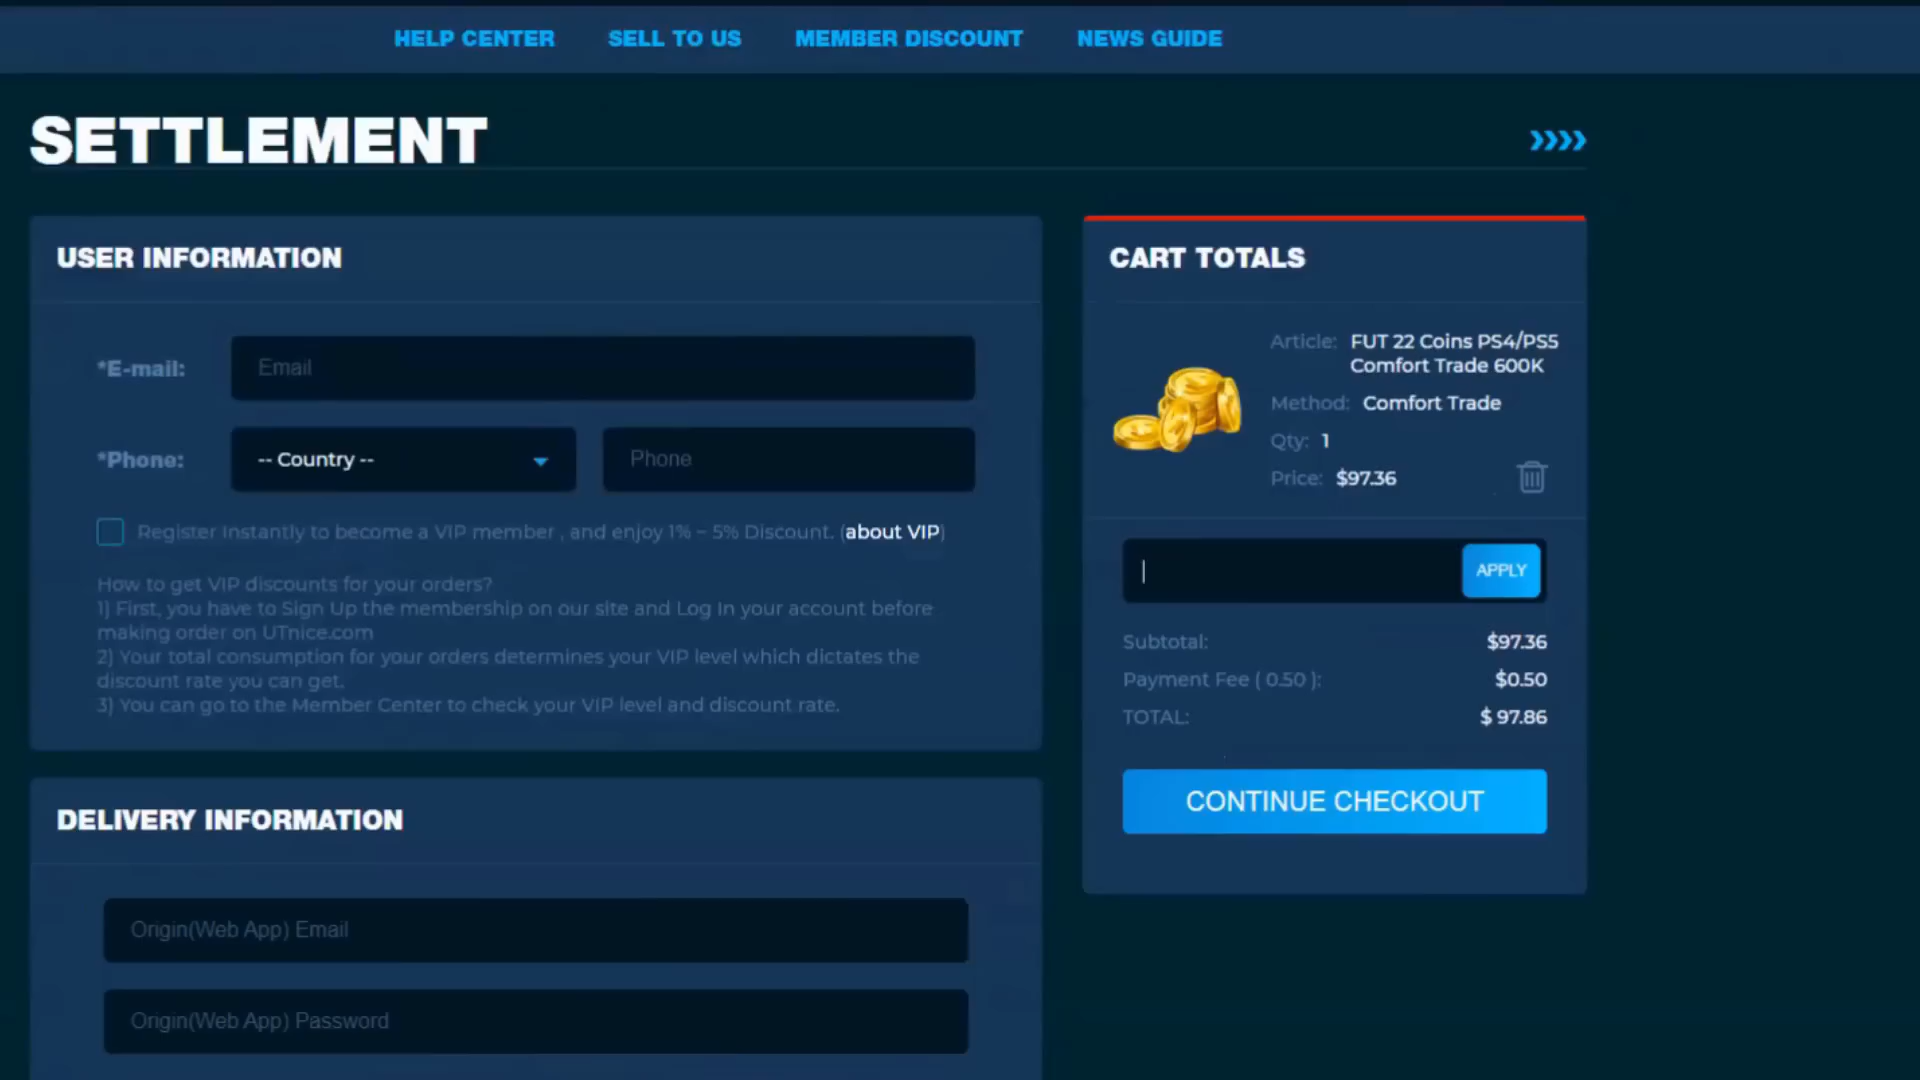 HELP CENTER SELL TO US MEMBER DISCOUNT NEWS GUIDE
SETTLEMENT
USER INFORMATION
*E-mail: Email
*Phone: -- Country -- Phone
Register Instantly to become a VIP member , and enjoy 1% – 5% Discount. (about VIP)
How to get VIP discounts for your orders?
1) First, you have to Sign Up the membership on our site and Log In your account before
making order on UTnice.com
2) Your total consumption for your orders determines your VIP level which dictates the
discount rate you can get.
3) You can go to the Member Center to check your VIP level and discount rate.
DELIVERY INFORMATION
Origin(Web App) Email
Origin(Web App) Password
CART TOTALS
Article: FUT 22 Coins PS4/PS5
Comfort Trade 600K
Method: Comfort Trade
Qty: 1
Price: $97.36
APPLY
Subtotal: $97.36
Payment Fee ( 0.50 ): $0.50
TOTAL: $ 97.86
CONTINUE CHECKOUT